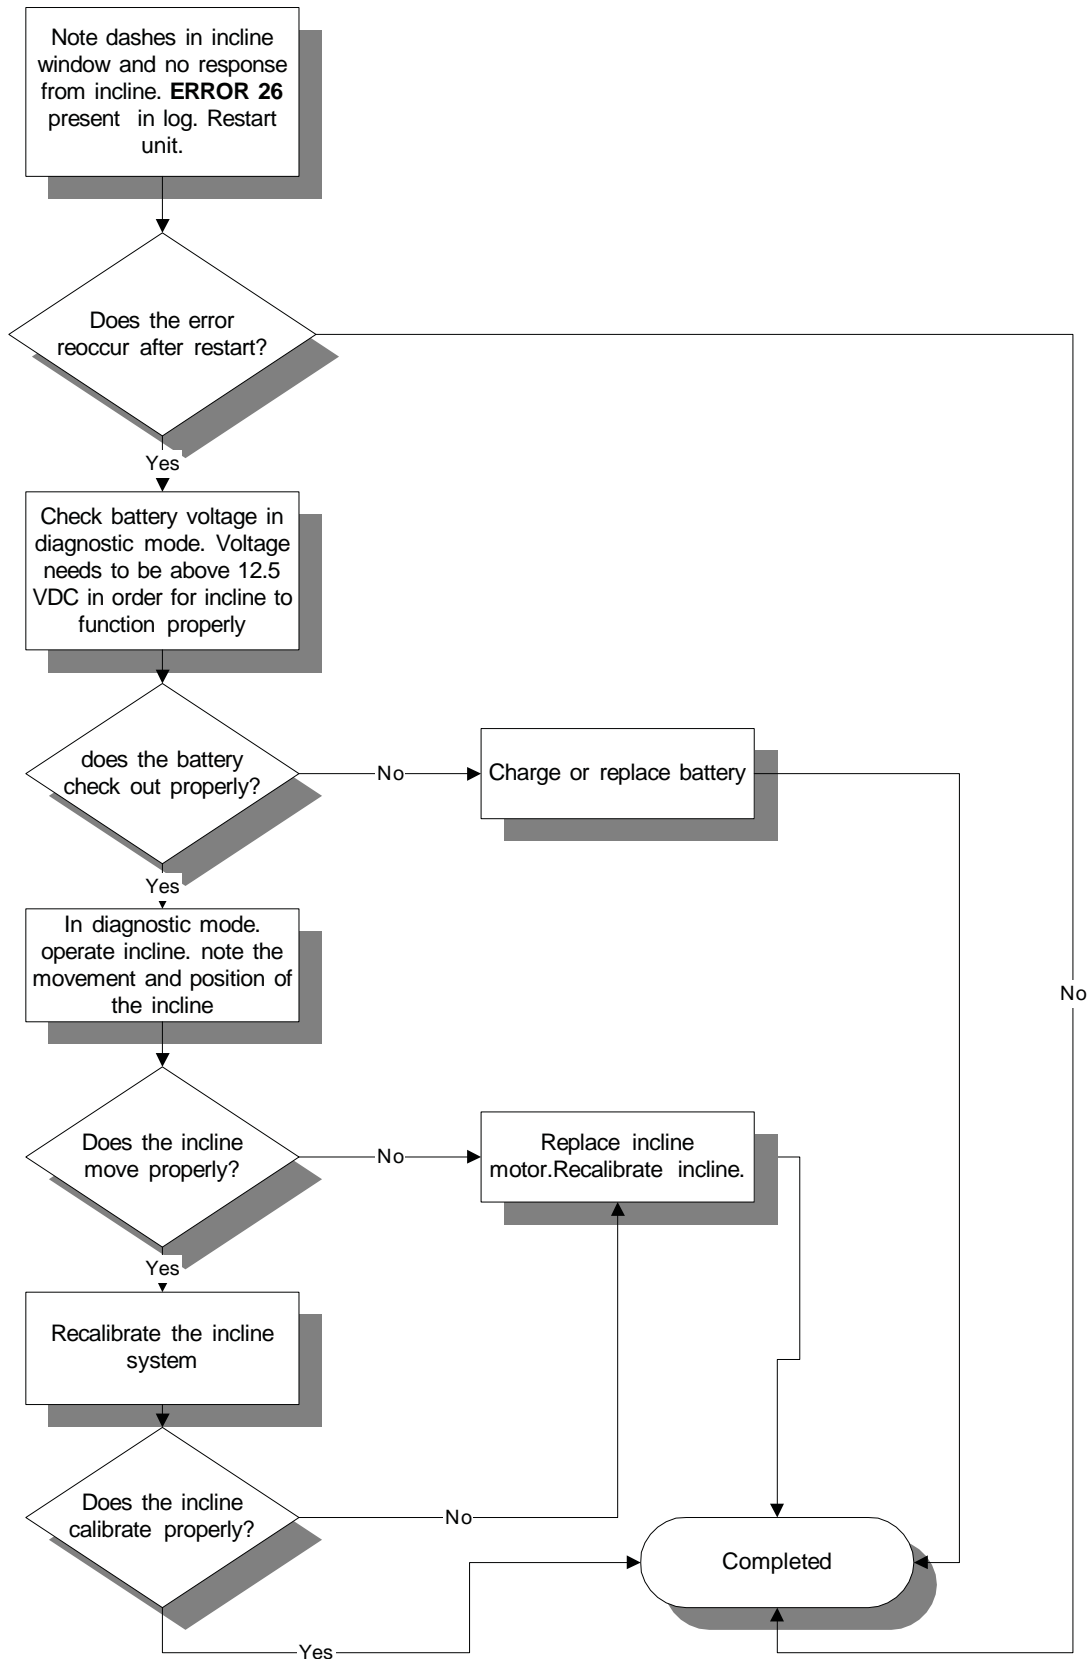 Note dashes in incline
window and no response
from incline. ERROR 26
present in log. Restart
unit.
Does the error
reoccur after restart?
Yes
Check battery voltage in
diagnostic mode. Voltage
needs to be above 12.5
VDC in order for incline to
function properly
does the battery
check out properly?
No
Charge or replace battery
Yes
In diagnostic mode.
operate incline. note the
movement and position of
the incline
No
Does the incline
move properly?
No
Replace incline
motor.Recalibrate incline.
Yes
Recalibrate the incline
system
Does the incline
calibrate properly?
No
Completed
Yes